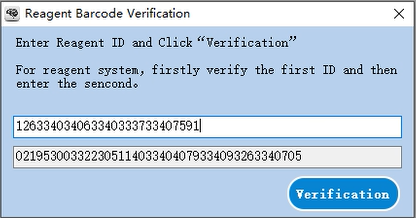 Reagent Barcode Verification
Enter Reagent ID and Click“Verification”
For reagent system, firstly verify the first ID and then
enter the sencond。
126334034063340333733407591
021953003322305114033404079334093263340705
Verification